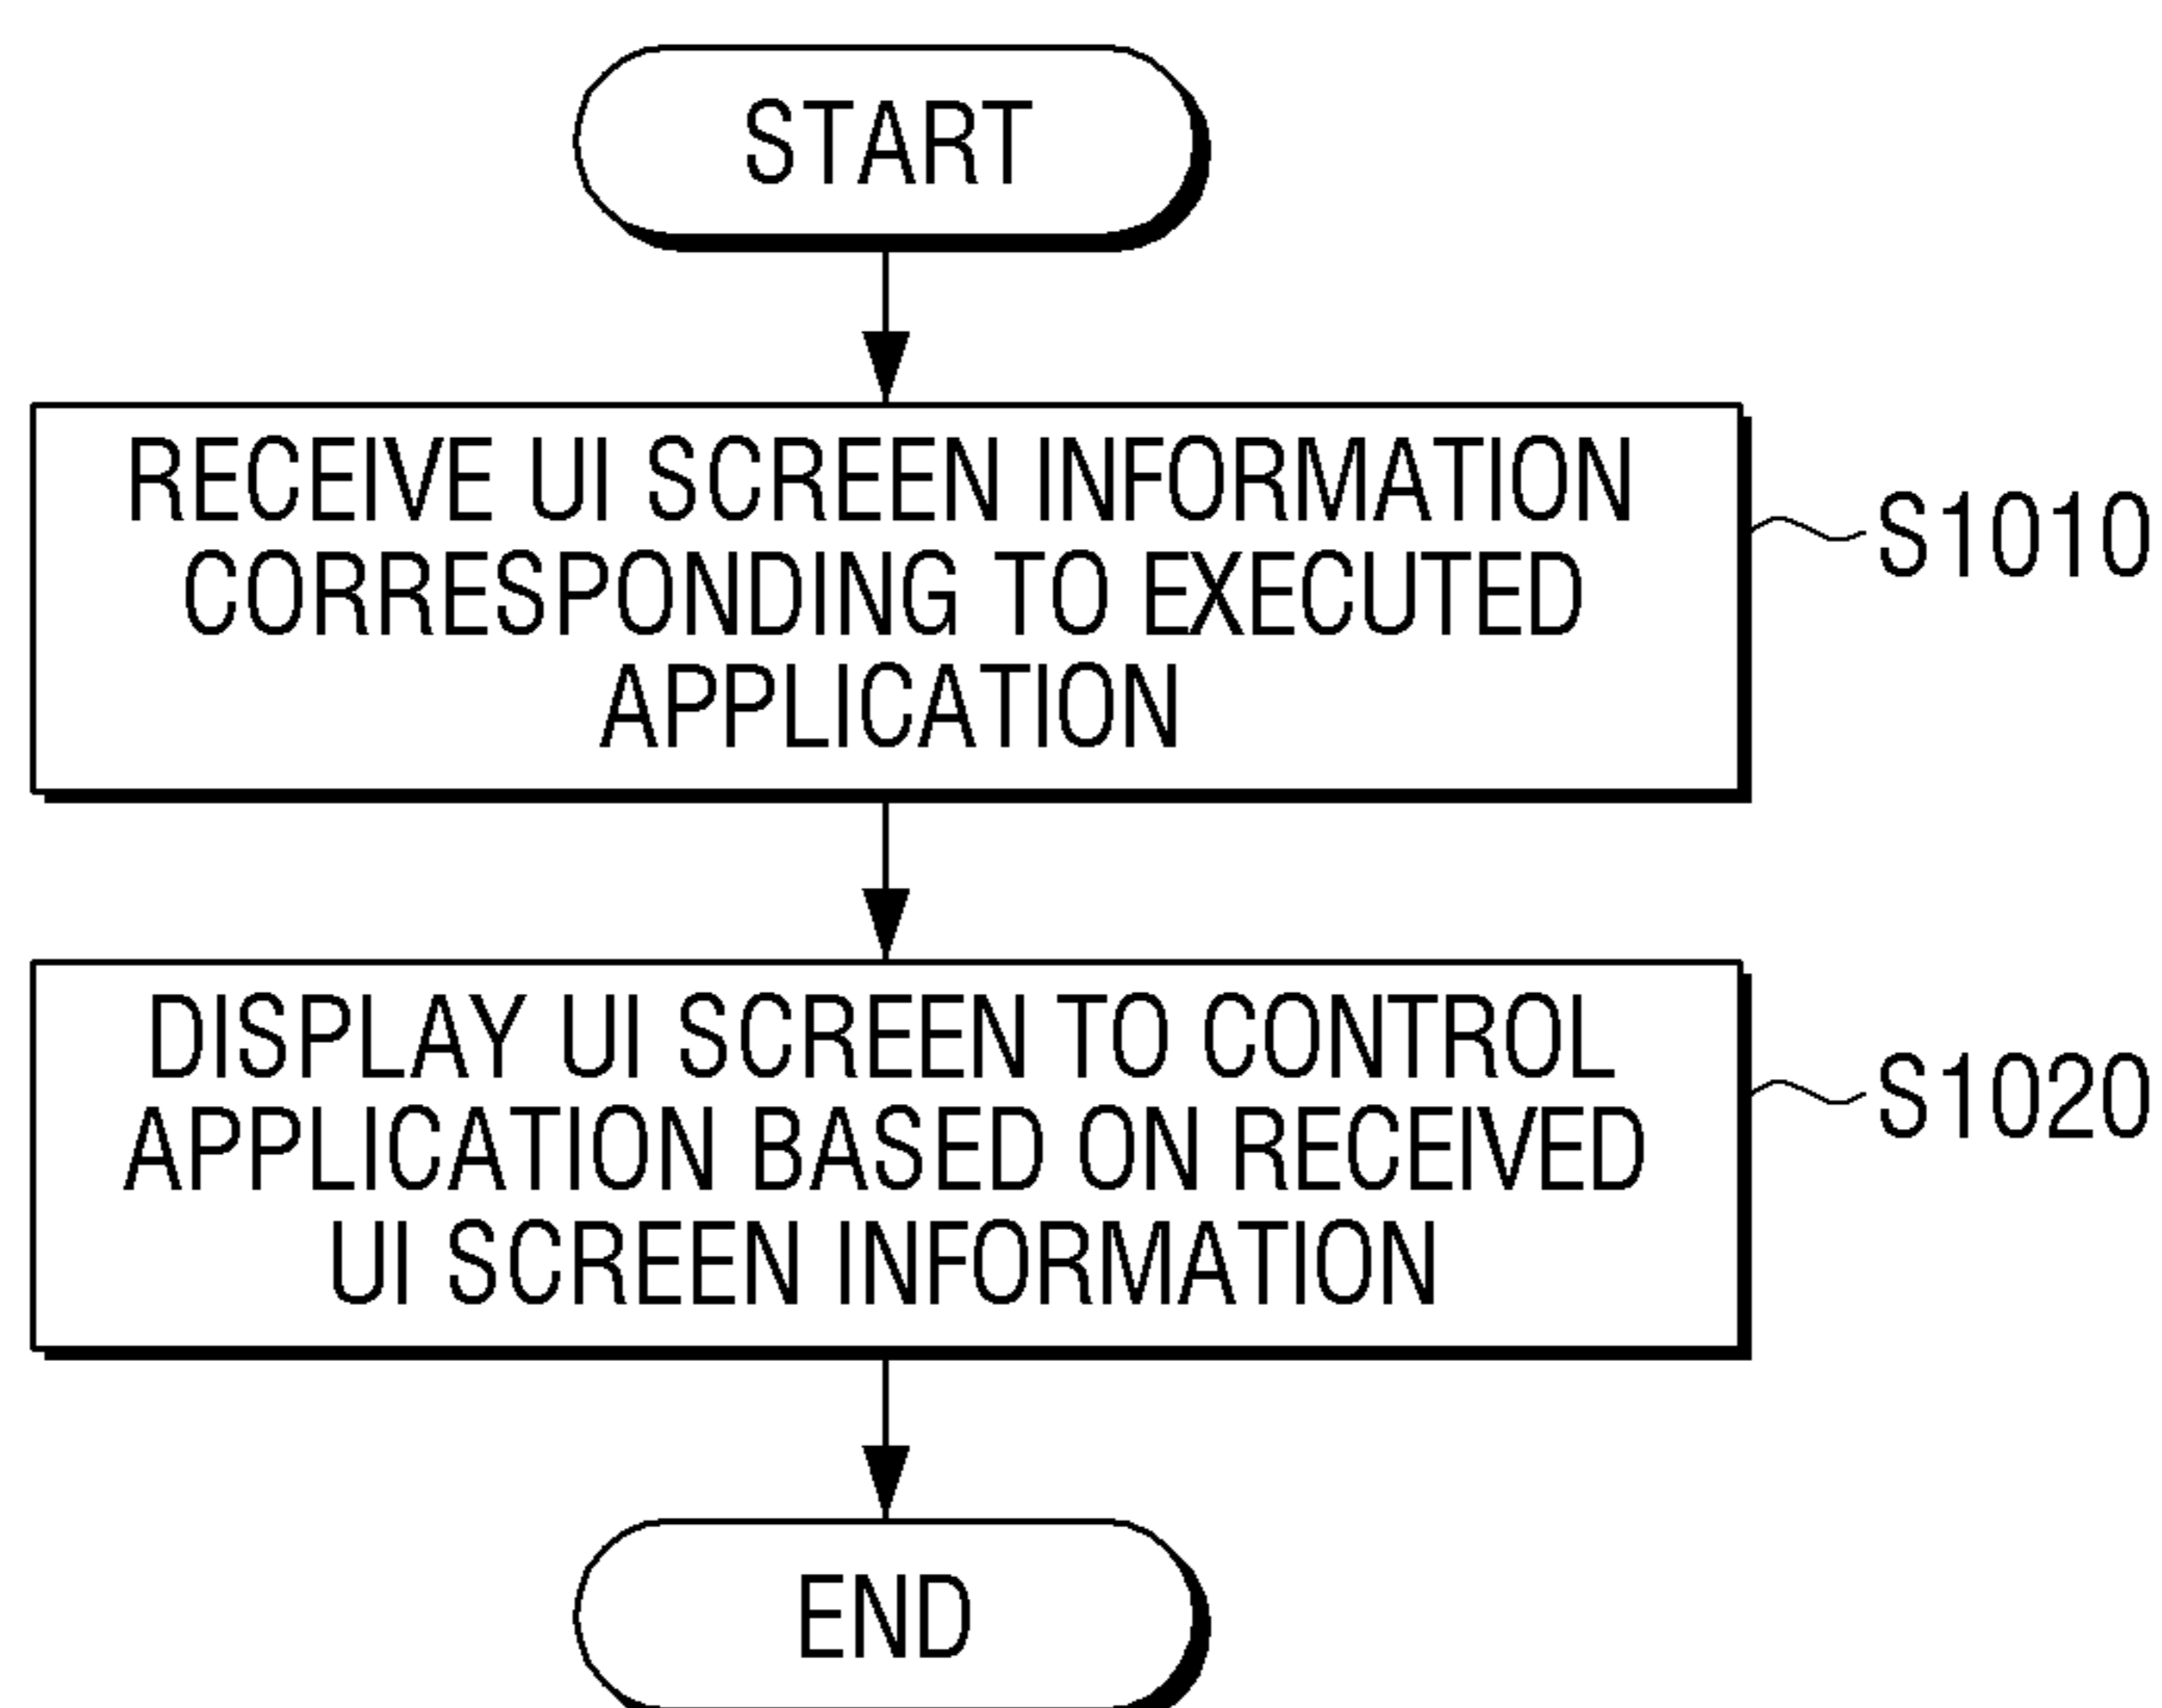 START
RECEIVE UI SCREEN INFORMATION
CORRESPONDING TO EXECUTED
APPLICATION
S1010
DISPLAY UI SCREEN TO CONTROL
APPLICATION BASED ON RECEIVED
UI SCREEN INFORMATION
S1020
END